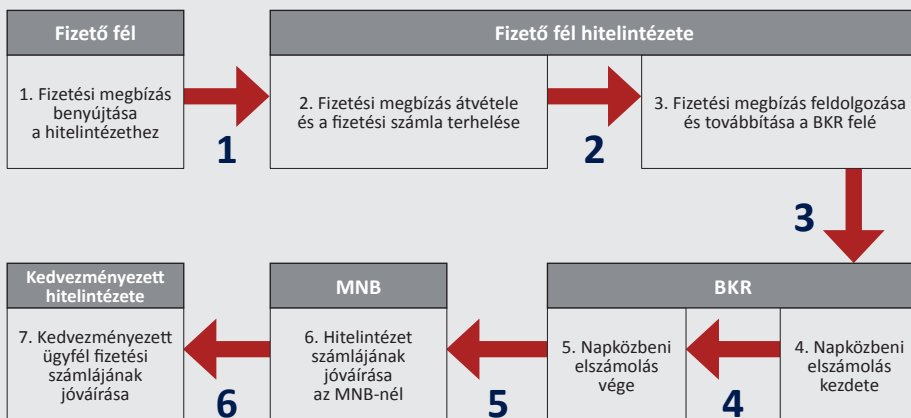 Fizető fél
1. Fizetési megbízás
benyújtása
a hitelintézethez
1
Fizető fél hitelintézete
2. Fizetési megbízás átvétele
és a fizetési számla terhelése
2
3. Fizetési megbízás feldolgozása
és továbbítása a BKR felé
3
BKR
4. Napközbeni
elszámolás
kezdete
4
5. Napközbeni
elszámolás
vége
5
MNB
6. Hitelintézet
számlájának
jóváírása
az MNB-nél
6
Kedvezményezett
hitelintézete
7. Kedvezményezett
ügyfél fizetési
számlájának
jóváírása